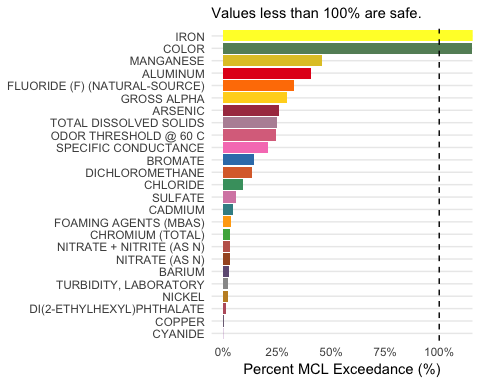 Values less than 100% are safe.
IRON
COLOR
MANGANESE
ALUMINUM
FLUORIDE (F) (NATURAL-SOURCE)
GROSS ALPHA
ARSENIC
TOTAL DISSOLVED SOLIDS
ODOR THRESHOLD @ 60 C
SPECIFIC CONDUCTANCE
BROMATE
DICHLOROMETHANE
CHLORIDE
SULFATE
CADMIUM
FOAMING AGENTS (MBAS)
CHROMIUM (TOTAL)
NITRATE + NITRITE (AS N)
NITRATE (AS N)
BARIUM
TURBIDITY, LABORATORY
NICKEL
DI(2-ETHYLHEXYL)PHTHALATE
COPPER
CYANIDE
0% 25% 50% 75% 100%
Percent MCL Exceedance (%)